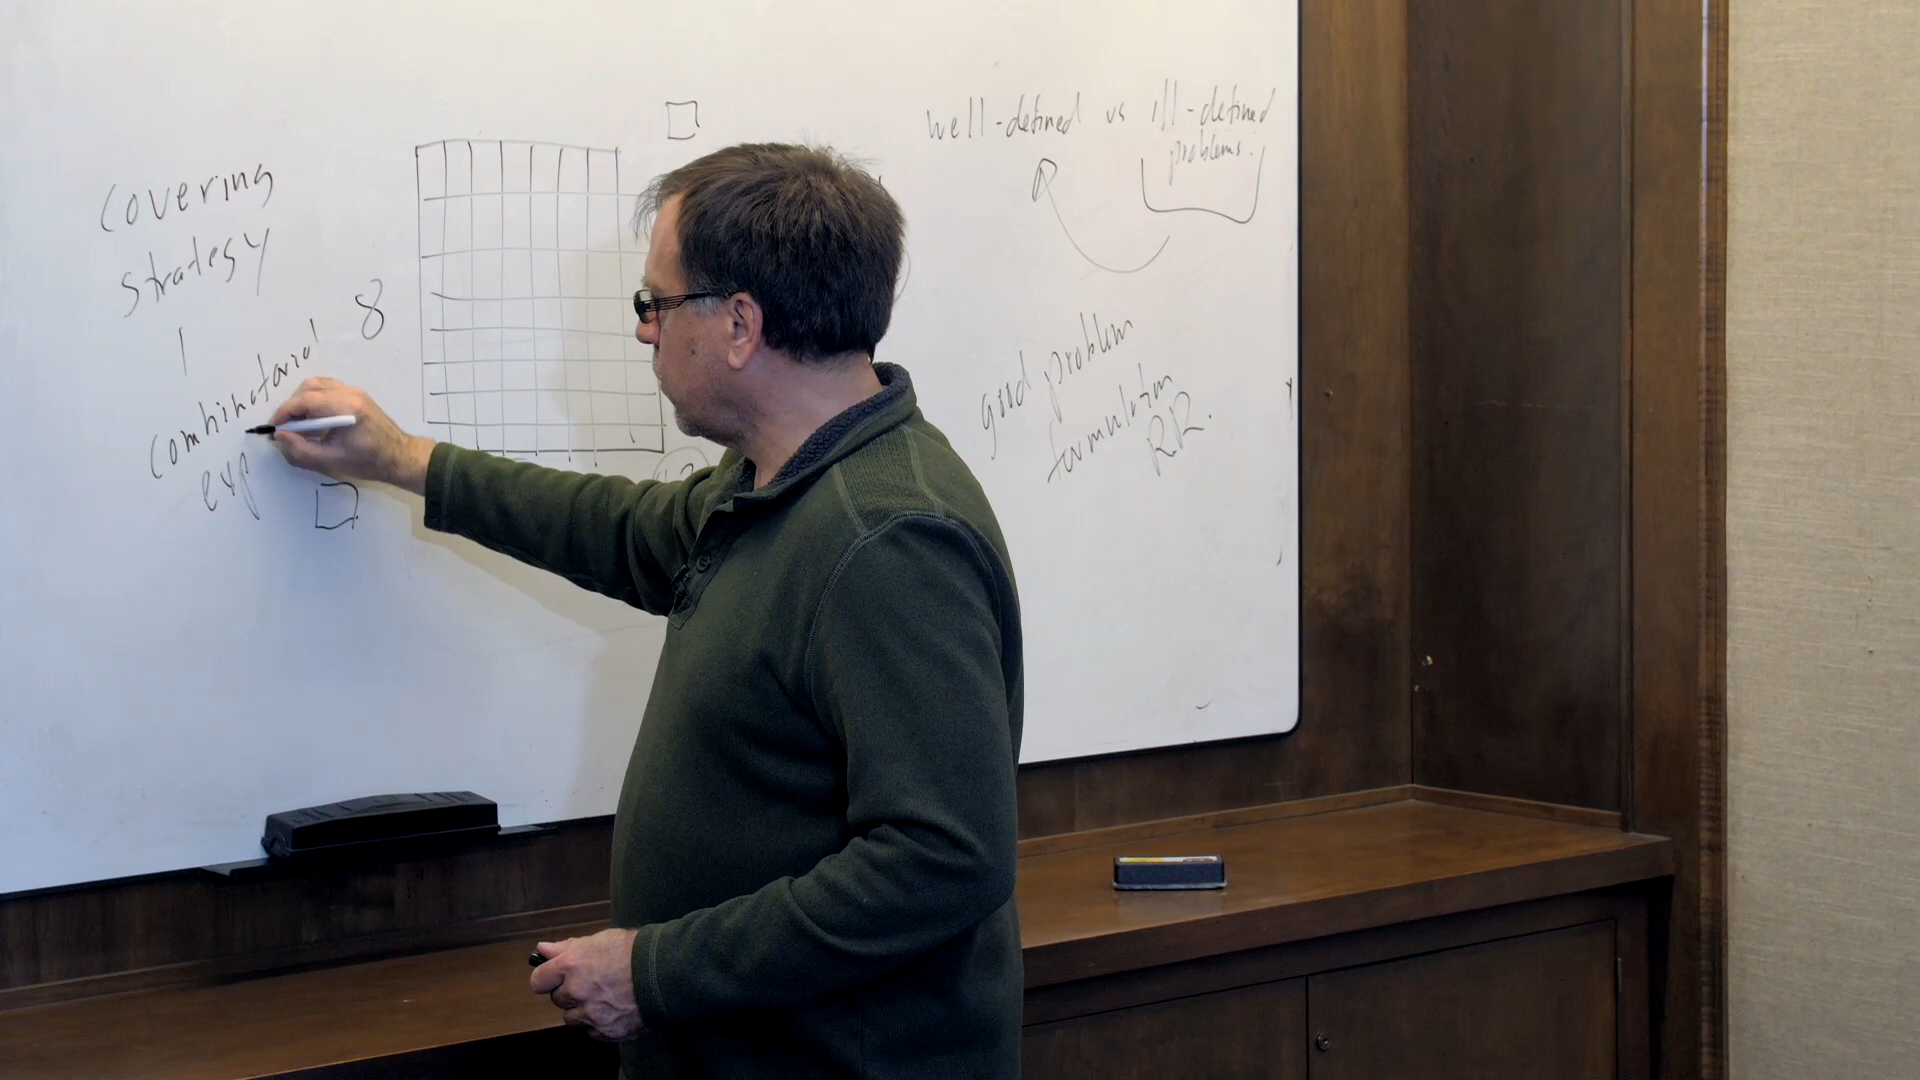 covering
strategy
combinatorial
exp
8
well-defined vs ill-defined
problems.
good problem
formulation
RR.